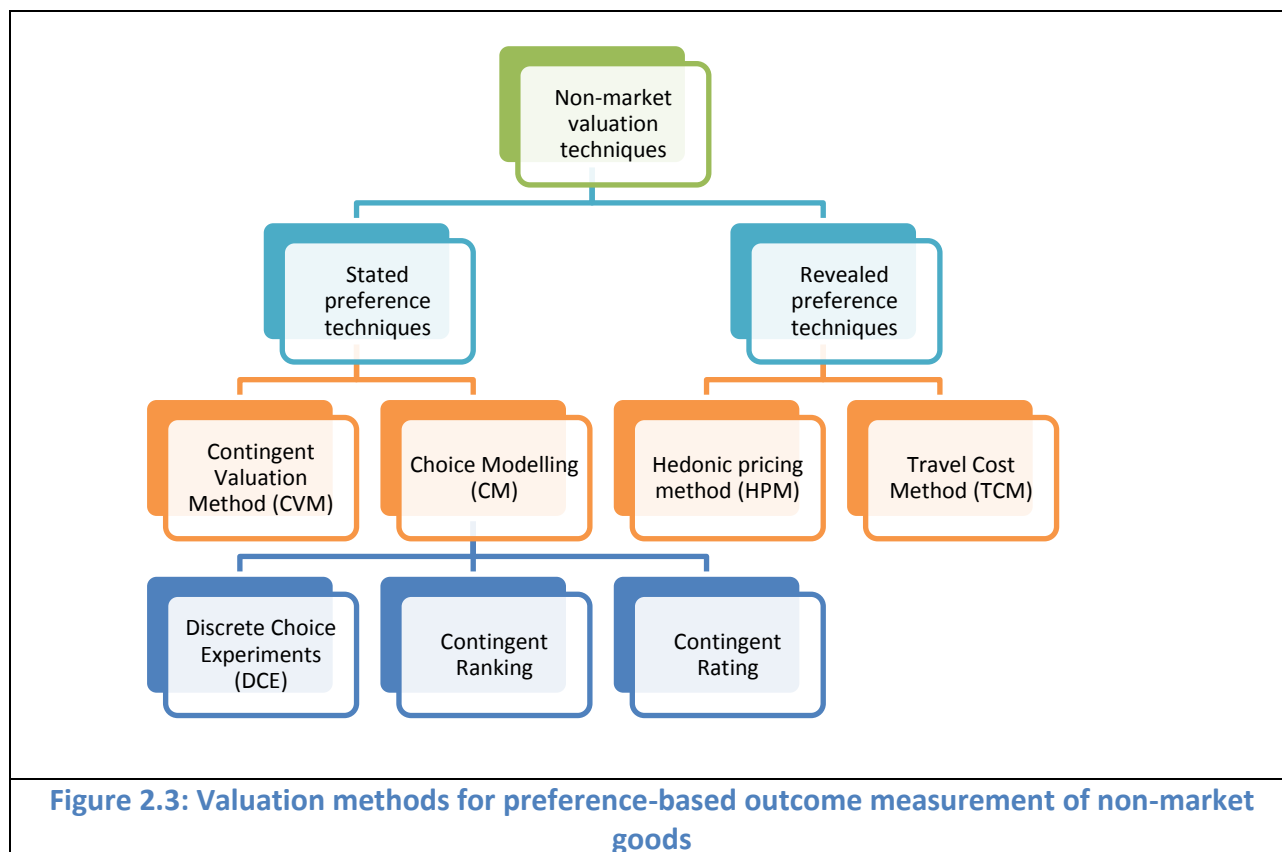 Non-market
valuation
techniques
Stated
preference
techniques
Revealed
preference
techniques
Contingent
Valuation
Method (CVM)
Choice Modelling
(CM)
Hedonic pricing
method (HPM)
Travel Cost
Method (TCM)
Discrete Choice
Experiments
(DCE)
Contingent
Ranking
Contingent
Rating
Figure 2.3: Valuation methods for preference-based outcome measurement of non-market
goods